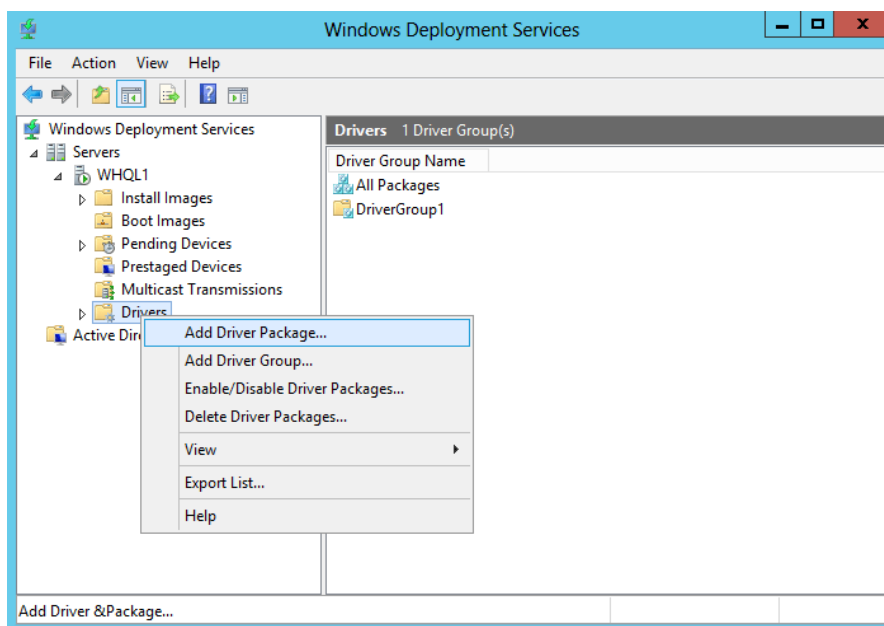 Windows Deployment Services
File Action View Help
Windows Deployment Services
Servers
WHQL1
Install Images
Boot Images
Pending Devices
Prestaged Devices
Multicast Transmissions
Drivers
Active Dir
Drivers 1 Driver Group(s)
Driver Group Name
All Packages
DriverGroup1
Add Driver Package...
Add Driver Group...
Enable/Disable Driver Packages...
Delete Driver Packages...
View
Export List...
Help
Add Driver &Package...